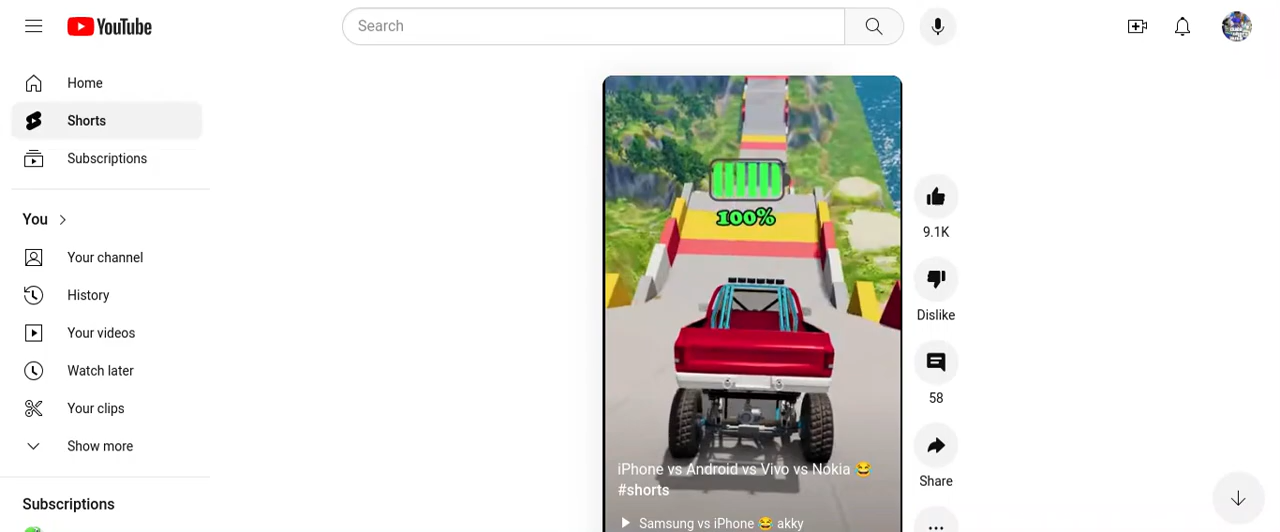 YouTube
Search
Home
Shorts
Subscriptions
You
Your channel
History
Your videos
Watch later
Your clips
Show more
Subscriptions
100%
iPhone vs Android vs Vivo vs Nokia 😂
#shorts
Samsung vs iPhone 😂 akky
9.1K
Dislike
58
Share